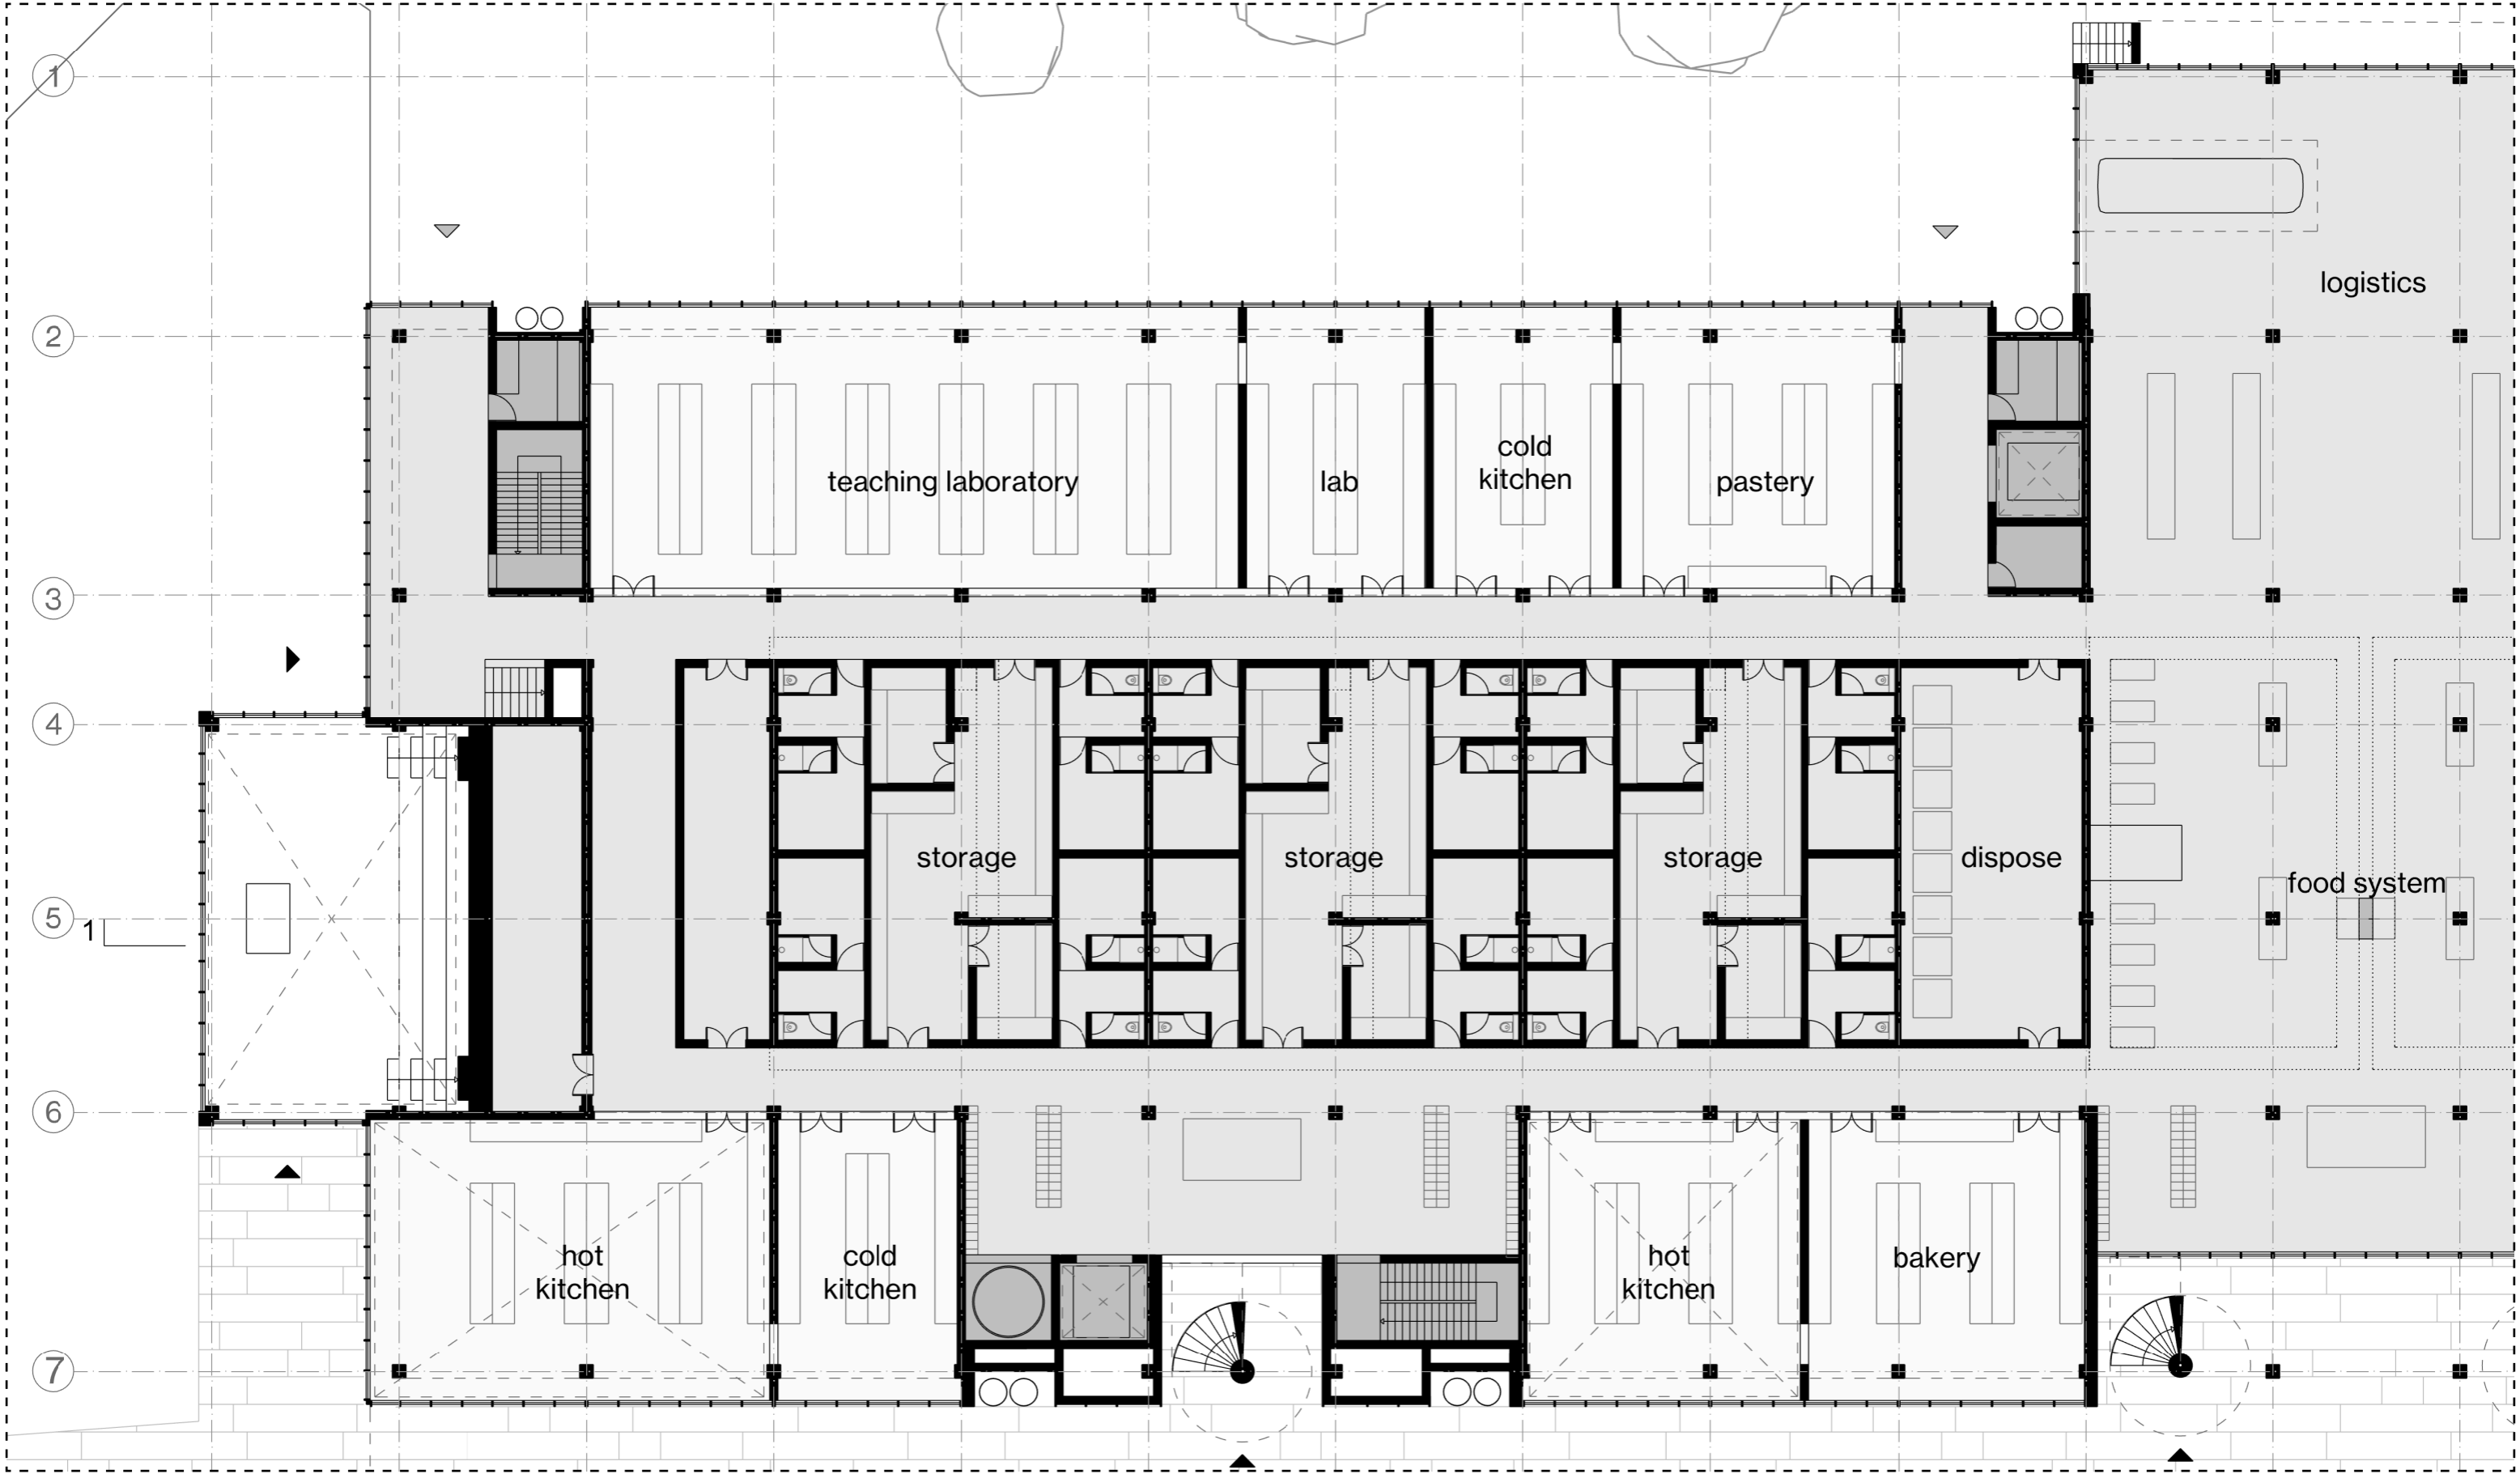 1
logistics
2
cold
kitchen
teaching laboratory
lab
pastery
3
4
storage
storage
storage
dispose
food system
5
1
6
hot
kitchen
cold
kitchen
hot
kitchen
bakery
7